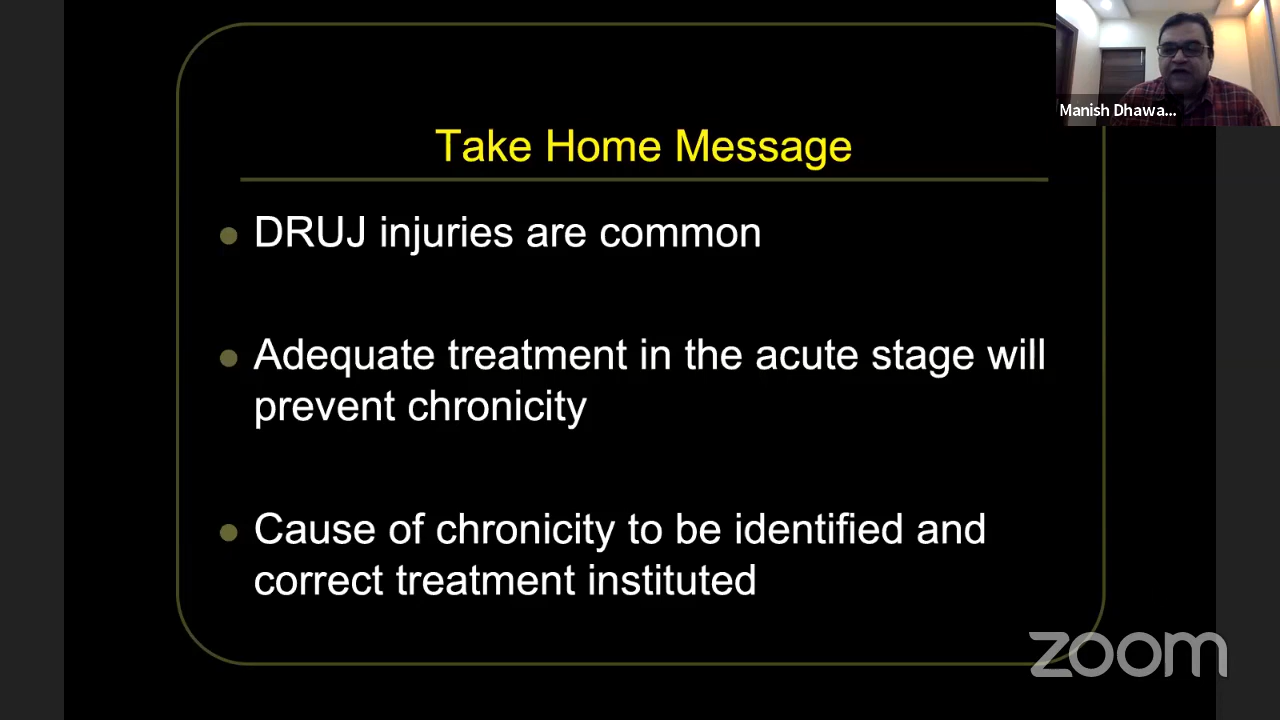 Manish Dhawa...
Take Home Message
DRUJ injuries are common
Adequate treatment in the acute stage will
prevent chronicity
Cause of chronicity to be identified and
correct treatment instituted
zoom